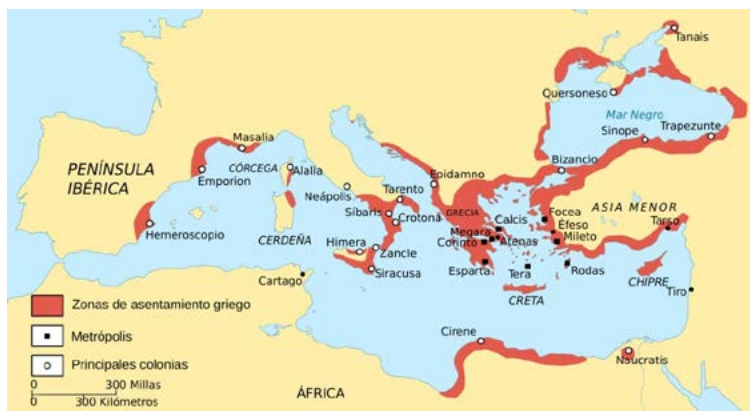 Tanais
Quersoneso
Mar Negro
Masalia
Sinope
Trapezunte
PENÍNSULA
IBÉRICA
CÓRCEGA
Alalia
Bizancio
Emporion
Neápolis
Tarento
Epidamno
Síbaris
GRECIA
Calcis
Focea
ASIA MENOR
Hemeroscopio
Crotona
Megara
Éfeso
Tarso
CERDEÑA
Himera
Corinto
Atenas
Mileto
Zancle
Cartago
Siracusa
Esparta
Tera
Rodas
CHIPRE
CRETA
Tiro
Zonas de asentamiento griego
Metrópolis
Cirene
Principales colonias
Naucratis
0 300 Millas
0 300 Kilómetros
ÁFRICA